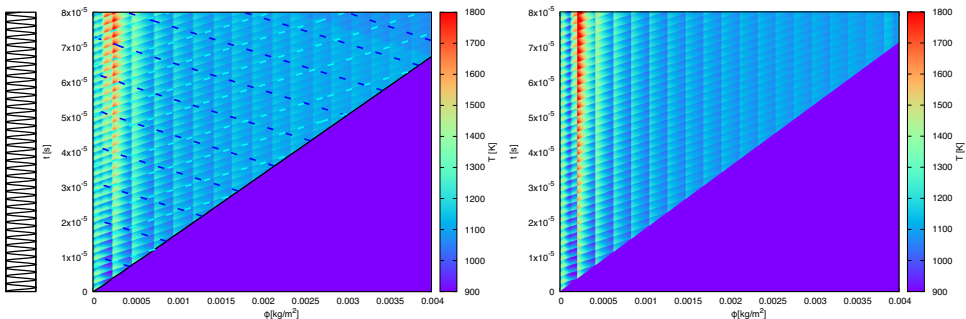 8x10⁻⁵
7x10⁻⁵
6x10⁻⁵
5x10⁻⁵
4x10⁻⁵
3x10⁻⁵
2x10⁻⁵
1x10⁻⁵
0
t [s]
0 0.0005 0.001 0.0015 0.002 0.0025 0.003 0.0035 0.004
ϕ[kg/m²]
1800
1700
1600
1500
1400
1300
1200
1100
1000
900
T [K]
8x10⁻⁵
7x10⁻⁵
6x10⁻⁵
5x10⁻⁵
4x10⁻⁵
3x10⁻⁵
2x10⁻⁵
1x10⁻⁵
0
t [s]
0 0.0005 0.001 0.0015 0.002 0.0025 0.003 0.0035 0.004
ϕ[kg/m²]
1800
1700
1600
1500
1400
1300
1200
1100
1000
900
T [K]